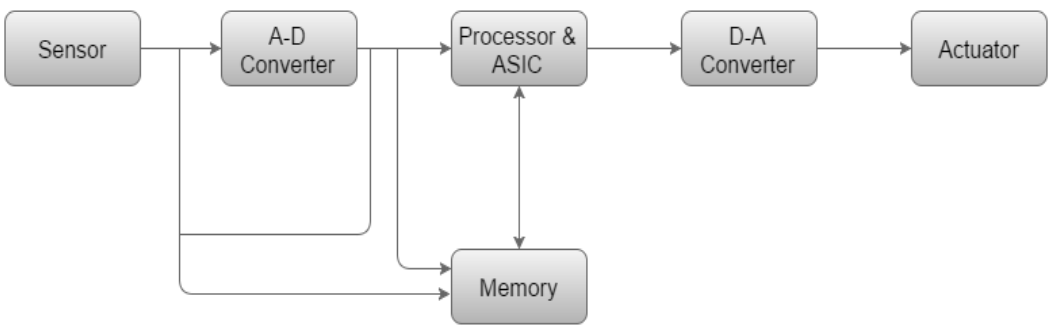 Sensor
A-D
Converter
Processor &
ASIC
D-A
Converter
Actuator
Memory